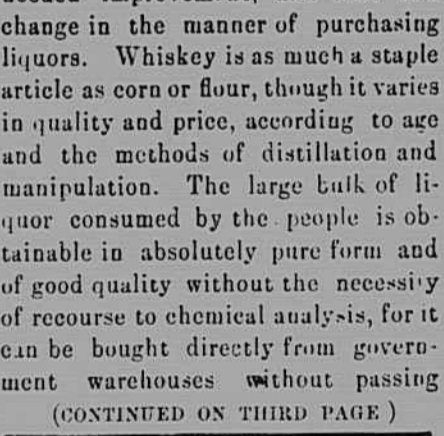 change in the manner of purchasing
liquors. Whiskey is as much a staple
article as corn or flour, though it varies
in quality and price, according to age
and the methods of distillation and
manipulation. The large bulk of li-
quor consumed by the people is ob-
tainable in absolutely pure form and
of good quality without the necessity
of recourse to chemical analysis, for it
can be bought directly from govern-
ment warehouses without passing
(CONTINUED ON THIRD PAGE )